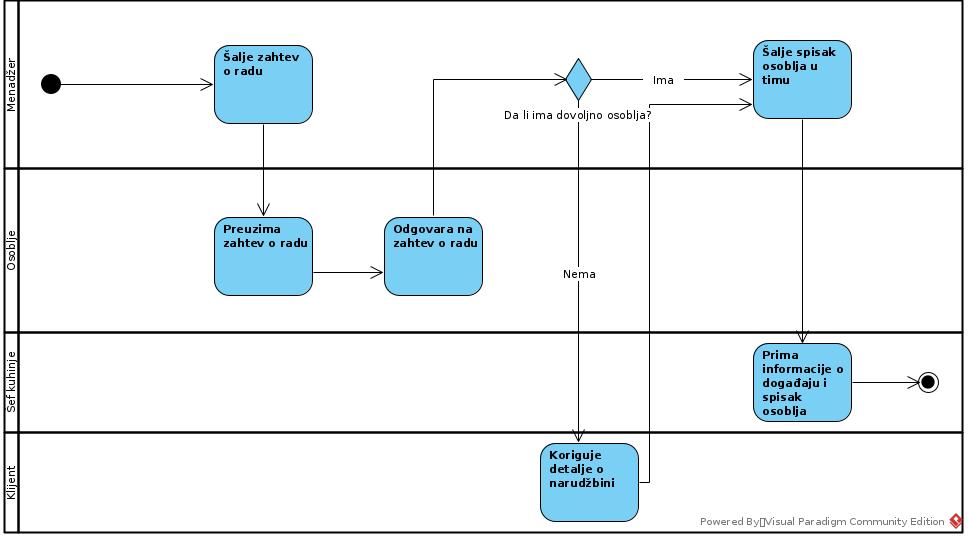 Menadžer
Šalje zahtev
o radu
Ima
Da li ima dovoljno osoblja?
Šalje spisak
osoblja u
timu
Osoblje
Preuzima
zahtev o radu
Odgovara na
zahtev o radu
Nema
Šef kuhinje
Prima
informacije o
događaju i
spisak
osoblja
Klijent
Koriguje
detalje o
narudžbini
Powered By▯Visual Paradigm Community Edition